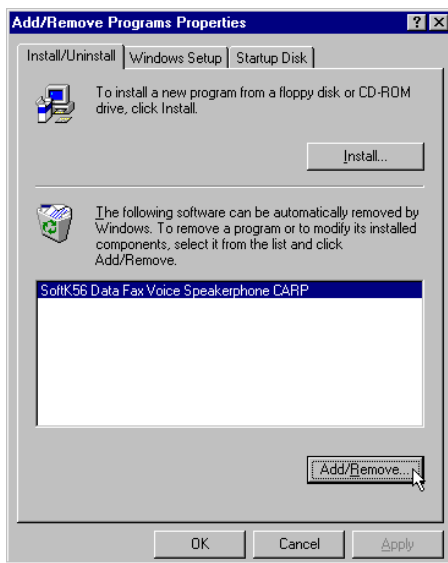 Add/Remove Programs Properties
Install/Uninstall
Windows Setup
Startup Disk
To install a new program from a floppy disk or CD-ROM
drive, click Install.
Install...
The following software can be automatically removed by
Windows. To remove a program or to modify its installed
components, select it from the list and click
Add/Remove.
SoftK56 Data Fax Voice Speakerphone CARP
Add/Remove...
OK
Cancel
Apply